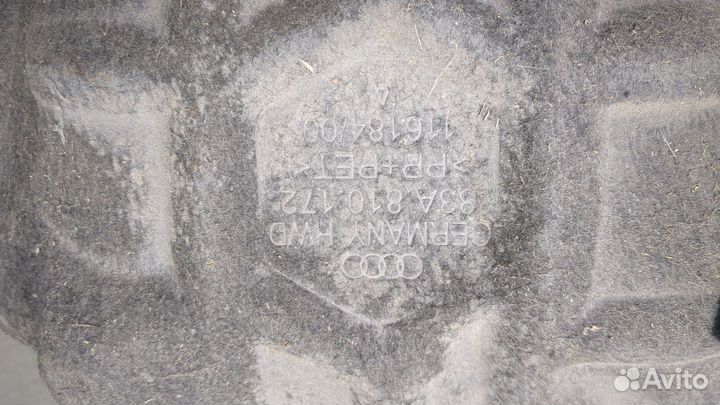 GERMANY HWD
83A 810 172
>PP+PET<
116184/00
A
Avito